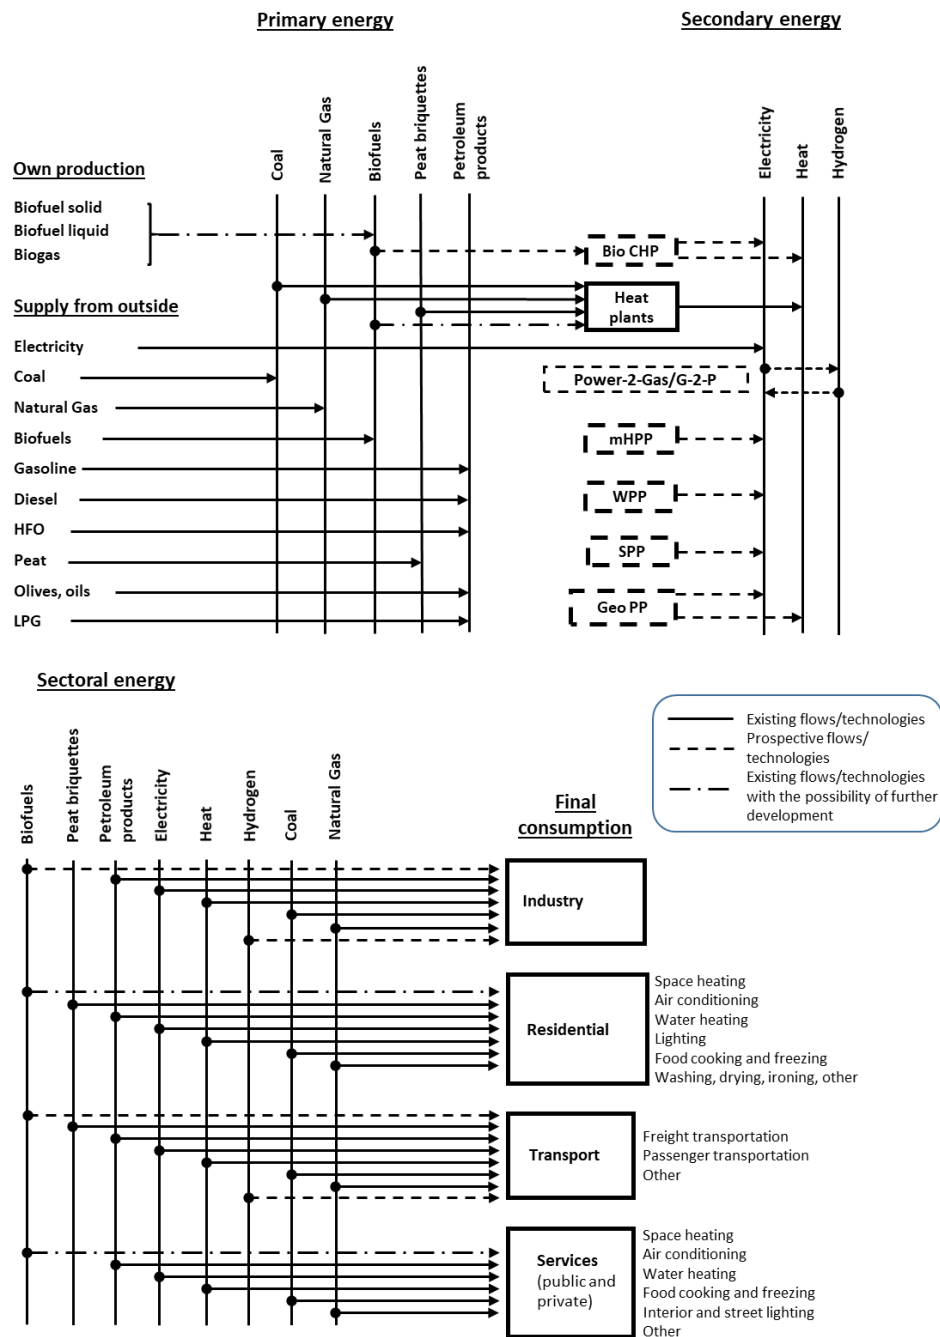 Primary energy
Secondary energy
Coal
Natural Gas
Biofuels
Peat briquettes
Petroleum
products
Electricity
Heat
Hydrogen
Own production
Biofuel solid
Biofuel liquid
Biogas
Bio CHP
Heat
plants
Supply from outside
Electricity
Coal
Power-2-Gas/G-2-P
Natural Gas
Biofuels
mHPP
Gasoline
Diesel
WPP
HFO
Peat
SPP
Olives, oils
Geo PP
LPG
Sectoral energy
Existing flows/technologies
Prospective flows/
technologies
Existing flows/technologies
with the possibility of further
development
Biofuels
Peat briquettes
Petroleum
products
Electricity
Heat
Hydrogen
Coal
Natural Gas
Final
consumption
Industry
Residential
Space heating
Air conditioning
Water heating
Lighting
Food cooking and freezing
Washing, drying, ironing, other
Transport
Freight transportation
Passenger transportation
Other
Services
(public and
private)
Space heating
Air conditioning
Water heating
Food cooking and freezing
Interior and street lighting
Other